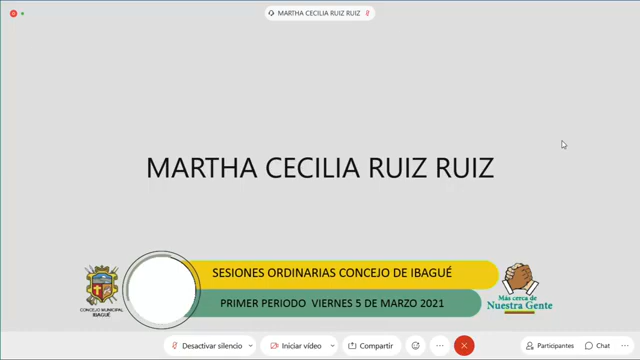 MARTHA CECILIA RUIZ RUIZ
MARTHA CECILIA RUIZ RUIZ
SESIONES ORDINARIAS CONCEJO DE IBAGUÉ
PRIMER PERIODO VIERNES 5 DE MARZO 2021
CONCEJO MUNICIPAL
IBAGUÉ
Más cerca de
Nuestra Gente
Desactivar silencio
Iniciar vídeo
Compartir
Participantes
Chat